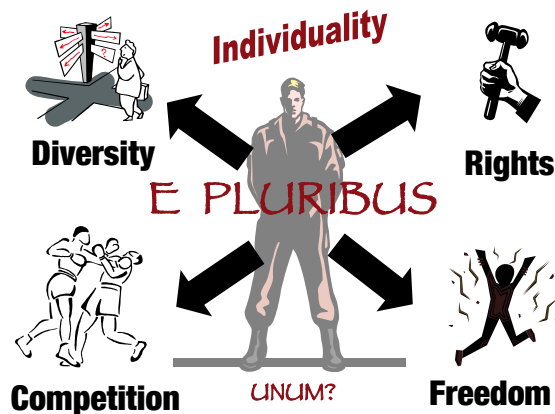 Individuality
?
Diversity
Rights
E PLURIBUS
Competition
UNUM?
Freedom